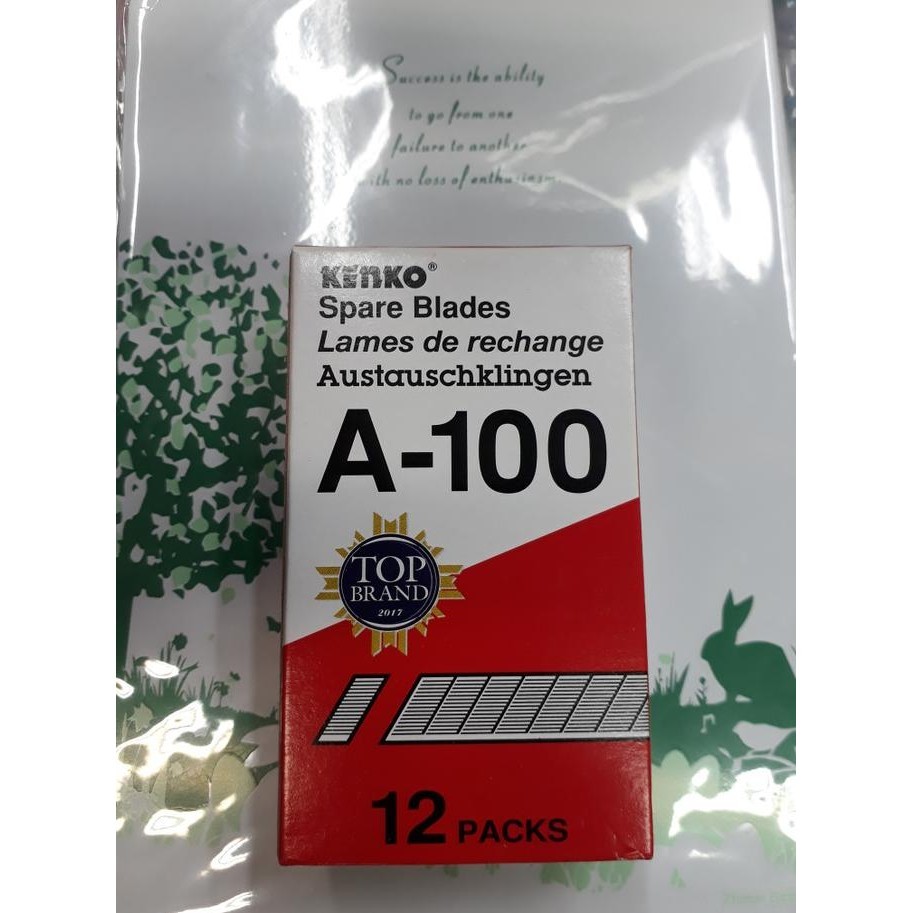 Success is the ability
to go from one
failure to another
with no loss of enthusiasm
KENKO®
Spare Blades
Lames de rechange
Austauschklingen
A-100
TOP
BRAND
2017
12 PACKS